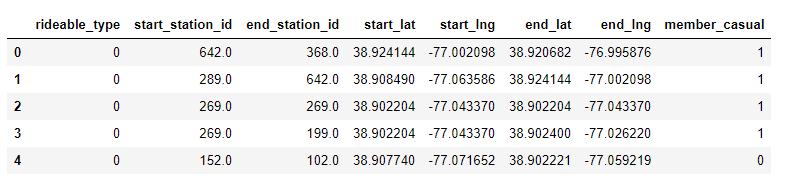 rideable_type start_station_id end_station_id start_lat start_lng end_lat end_lng member_casual
0 0 642.0 368.0 38.924144 -77.002098 38.920682 -76.995876 1
1 0 289.0 642.0 38.908490 -77.063586 38.924144 -77.002098 1
2 0 269.0 269.0 38.902204 -77.043370 38.902204 -77.043370 1
3 0 269.0 199.0 38.902204 -77.043370 38.902400 -77.026220 1
4 0 152.0 102.0 38.907740 -77.071652 38.902221 -77.059219 0